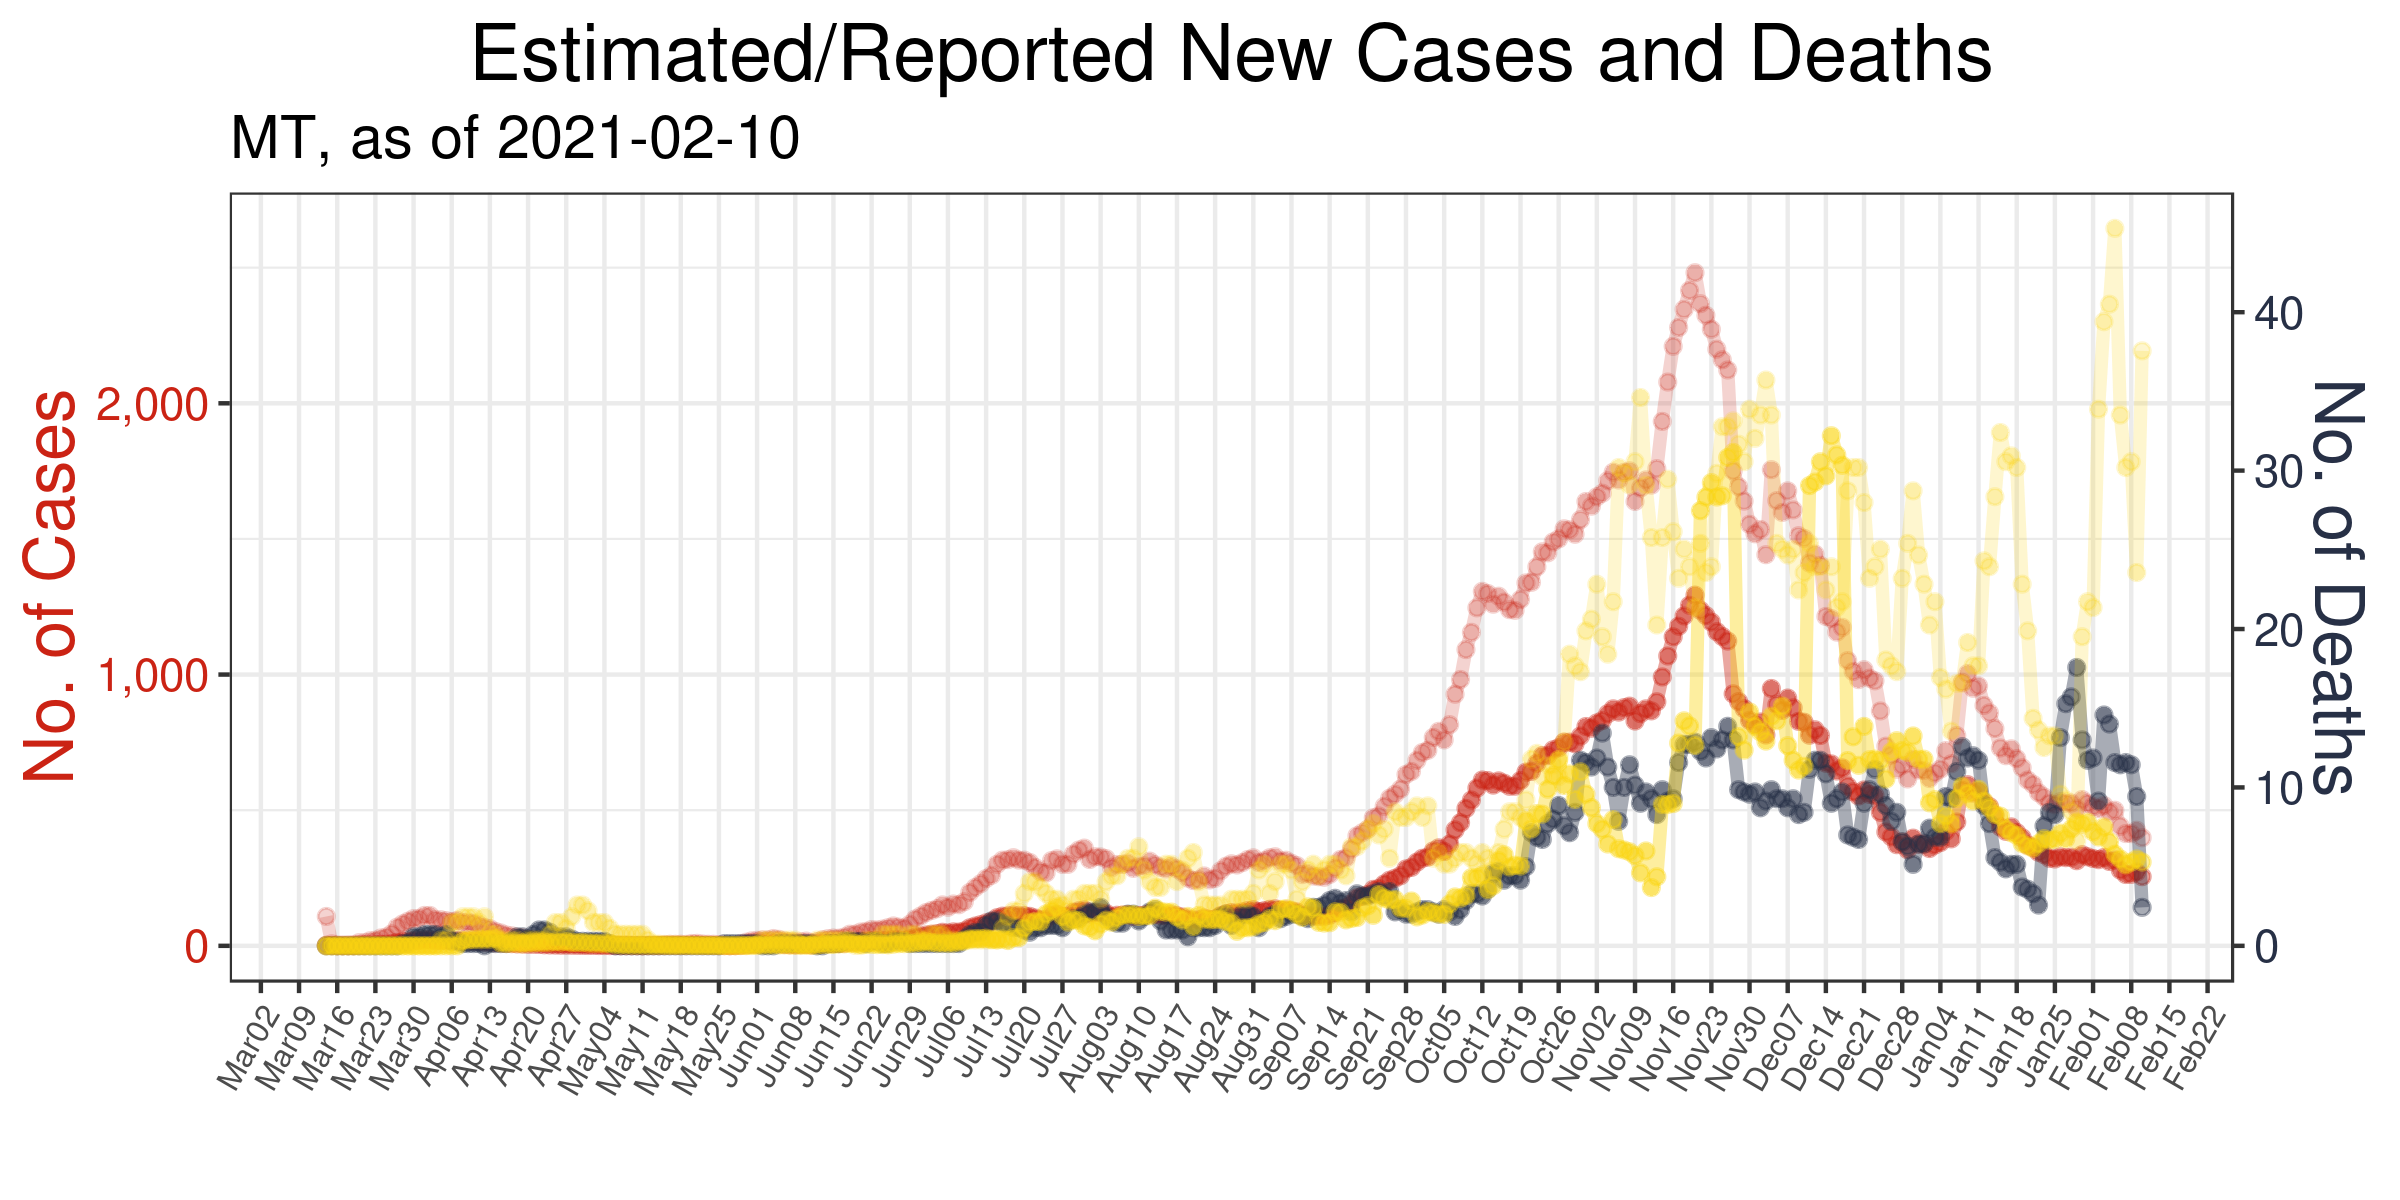 Estimated/Reported New Cases and Deaths
MT, as of 2021-02-10
No. of Cases
2,000
1,000
0
No. of Deaths
40
30
20
10
0
Mar02 Mar09 Mar16 Mar23 Mar30 Apr06 Apr13 Apr20 Apr27 May04 May11 May18 May25 Jun01 Jun08 Jun15 Jun22 Jun29 Jul06 Jul13 Jul20 Jul27 Aug03 Aug10 Aug17 Aug24 Aug31 Sep07 Sep14 Sep21 Sep28 Oct05 Oct12 Oct19 Oct26 Nov02 Nov09 Nov16 Nov23 Nov30 Dec07 Dec14 Dec21 Dec28 Jan04 Jan11 Jan18 Jan25 Feb01 Feb08 Feb15 Feb22